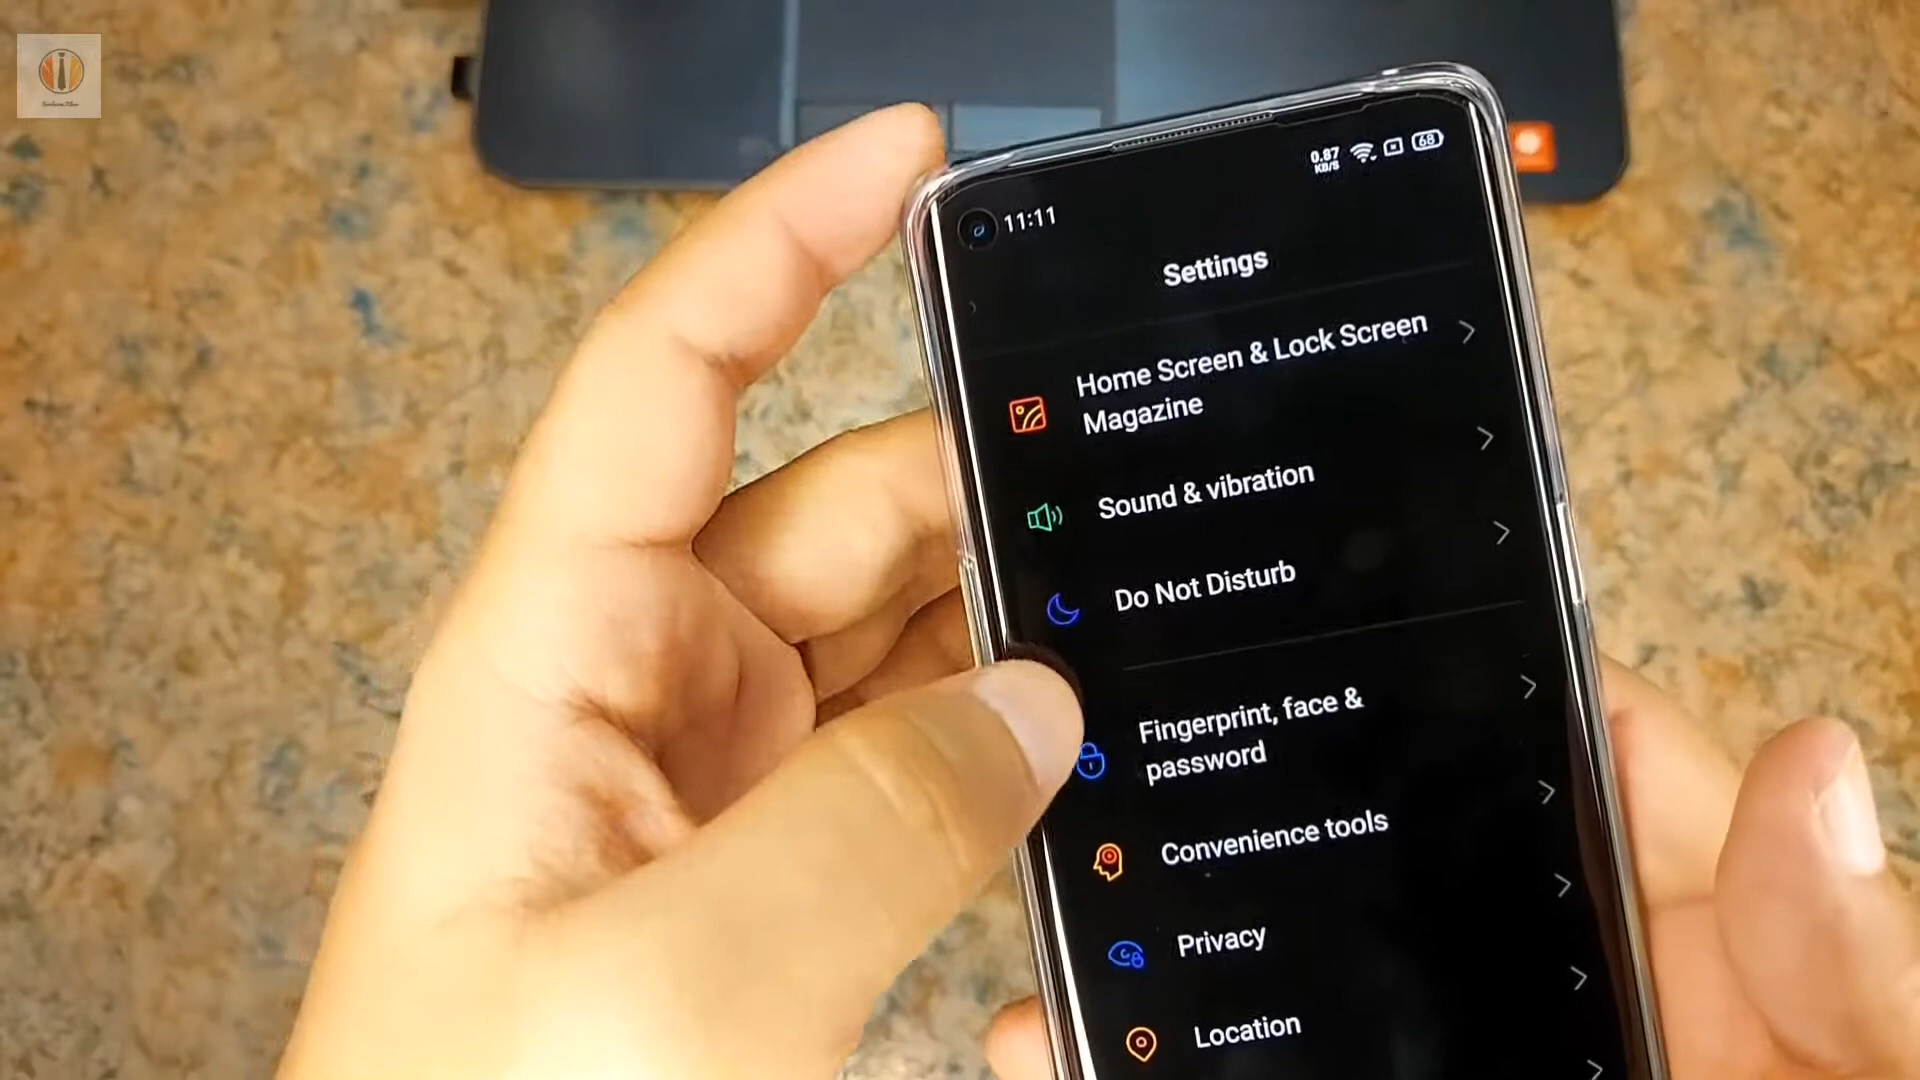 0.87
KB/S
68
11:11
Settings
Home Screen & Lock Screen
Magazine
Sound & vibration
Do Not Disturb
Fingerprint, face &
password
Convenience tools
Privacy
Location